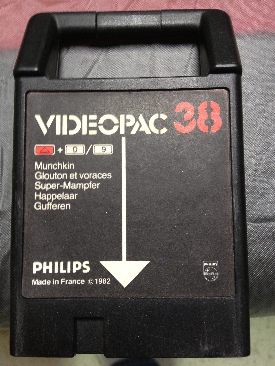 VIDEOPAC 38
+ 0 / 9
Munchkin
Glouton et voraces
Super-Mampfer
Happelaar
Gufferen
PHILIPS
Made in France © 1982